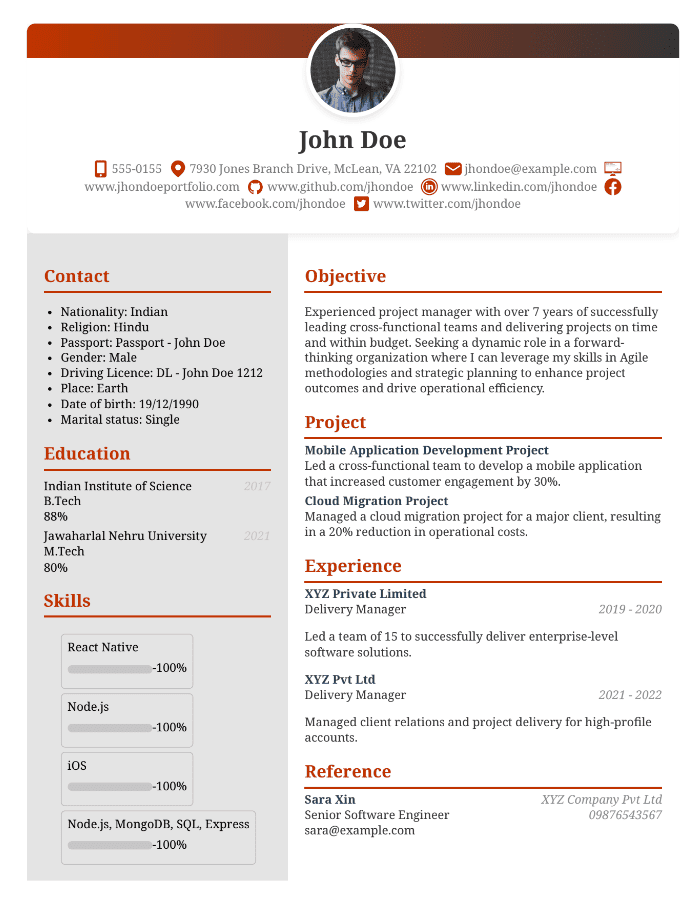 John Doe
555-0155 7930 Jones Branch Drive, McLean, VA 22102 jhondoe@example.com
www.jhondoeportfolio.com www.github.com/jhondoe www.linkedin.com/jhondoe
www.facebook.com/jhondoe www.twitter.com/jhondoe
Contact
• Nationality: Indian
• Religion: Hindu
• Passport: Passport - John Doe
• Gender: Male
• Driving Licence: DL - John Doe 1212
• Place: Earth
• Date of birth: 19/12/1990
• Marital status: Single
Education
Indian Institute of Science 2017
B.Tech
88%
Jawaharlal Nehru University 2021
M.Tech
80%
Skills
React Native
-100%
Node.js
-100%
iOS
-100%
Node.js, MongoDB, SQL, Express
-100%
Objective
Experienced project manager with over 7 years of successfully
leading cross-functional teams and delivering projects on time
and within budget. Seeking a dynamic role in a forward-
thinking organization where I can leverage my skills in Agile
methodologies and strategic planning to enhance project
outcomes and drive operational efficiency.
Project
Mobile Application Development Project
Led a cross-functional team to develop a mobile application
that increased customer engagement by 30%.
Cloud Migration Project
Managed a cloud migration project for a major client, resulting
in a 20% reduction in operational costs.
Experience
XYZ Private Limited
Delivery Manager 2019 - 2020
Led a team of 15 to successfully deliver enterprise-level
software solutions.
XYZ Pvt Ltd
Delivery Manager 2021 - 2022
Managed client relations and project delivery for high-profile
accounts.
Reference
Sara Xin XYZ Company Pvt Ltd
Senior Software Engineer 09876543567
sara@example.com